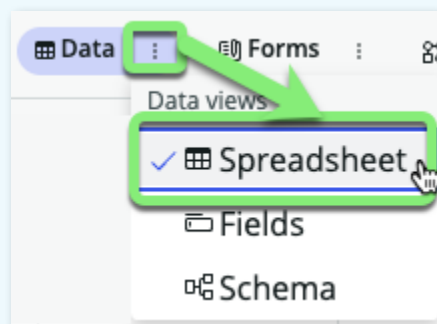 Data Forms
Data views
Spreadsheet
Fields
Schema